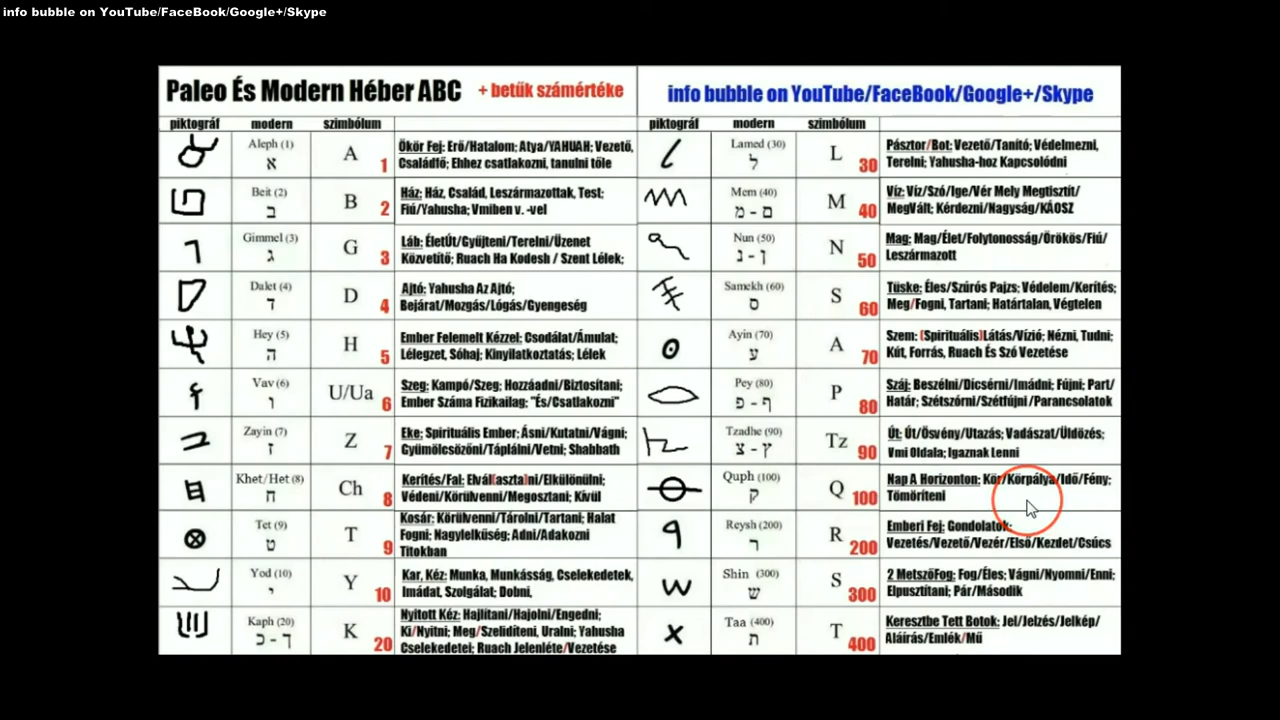 info bubble on YouTube/FaceBook/Google+/Skype
Paleo És Modern Héber ABC + betűk számértéke
info bubble on YouTube/FaceBook/Google+/Skype
piktográf modern szimbólum
Aleph (1)
א
A 1
Ökör Fej: Erő/Hatalom; Atya/YAHUAH; Vezető,
Családfő; Ehhez csatlakozni, tanulni tőle
Beit (2)
ב
B 2
Ház: Ház, Család, Leszármazottak, Test;
Fiú/Yahusha; Vmiben v. -vel
Gimmel (3)
ג
G 3
Láb: ÉletÚt/Gyűjteni/Terelni/Üzenet
Közvetítő; Ruach Ha Kodesh / Szent Lélek;
Dalet (4)
ד
D 4
Ajtó: Yahusha Az Ajtó;
Bejárat/Mozgás/Lógás/Gyengeség
Hey (5)
ה
H 5
Ember Felemelt Kézzel: Csodálat/Ámulat;
Lélegzet, Sóhaj; Kinyilatkoztatás; Lélek
Vav (6)
ו
U/Ua 6
Szeg: Kampó/Szeg; Hozzáadni/Biztosítani;
Ember Száma Fizikailag: "És/Csatlakozni"
Zayin (7)
ז
Z 7
Eke: Spirituális Ember; Ásni/Kutatni/Vágni;
Gyümölcsözőni/Táplálni/Vetni; Shabbath
Khet/Het (8)
ח
Ch 8
Kerítés/Fal: Elvál(aszta)ni/Elkülönülni;
Védeni/Körülvenni/Megosztani; Kívül
Tet (9)
ט
T 9
Kosár: Körülvenni/Tárolni/Tartani; Halat
Fogni; Nagylelkűség; Adni/Adakozni
Titokban
Yod (10)
י
Y 10
Kar, Kéz: Munka, Munkásság, Cselekedetek,
Imádat, Szolgálat; Dobni,
Kaph (20)
ך - כ
K 20
Nyitott Kéz: Hajlítani/Hajolni/Engedni;
Ki/Nyitni; Meg/Szelidíteni, Uralni; Yahusha
Cselekedetei; Ruach Jelenléte/Vezetése
piktográf modern szimbólum
Lamed (30)
ל
L 30
Pásztor/Bot: Vezető/Tanító; Védelmezni,
Terelni; Yahusha-hoz Kapcsolódni
Mem (40)
ם - מ
M 40
Víz: Víz/Szó/Ige/Vér Mely Megtisztít/
MegVált; Kérdezni/Nagyság/KÁOSZ
Nun (50)
ן - נ
N 50
Mag: Mag/Élet/Folytonosság/Örökös/Fiú/
Leszármazott
Samekh (60)
ס
S 60
Tüske: Éles/Szúrós Pajzs; Védelem/Kerítés;
Meg/Fogni, Tartani; Határtalan, Végtelen
Ayin (70)
ע
A 70
Szem: (Spirituális)Látás/Vízió; Nézni, Tudni;
Kút, Forrás, Ruach És Szó Vezetése
Pey (80)
ף - פ
P 80
Száj: Beszélni/Dicsérni/Imádni; Fújni; Part/
Határ; Szétszórni/Szétfújni/Parancsolatok
Tzadhe (90)
ץ - צ
Tz 90
Út: Út/Ösvény/Utazás; Vadászat/Üldözés;
Vmi Oldala; Igaznak Lenni
Quph (100)
ק
Q 100
Nap A Horizonton: Kör/Körpálya/Idő/Fény;
Tömöríteni
Reysh (200)
ר
R 200
Emberi Fej: Gondolatok;
Vezetés/Vezető/Vezér/Első/Kezdet/Csúcs
Shin (300)
ש
S 300
2 MetszőFog: Fog/Éles; Vágni/Nyomni/Enni;
Elpusztítani; Pár/Második
Taa (400)
ת
T 400
Keresztbe Tett Botok: Jel/Jelzés/Jelkép/
Aláírás/Emlék/Mű